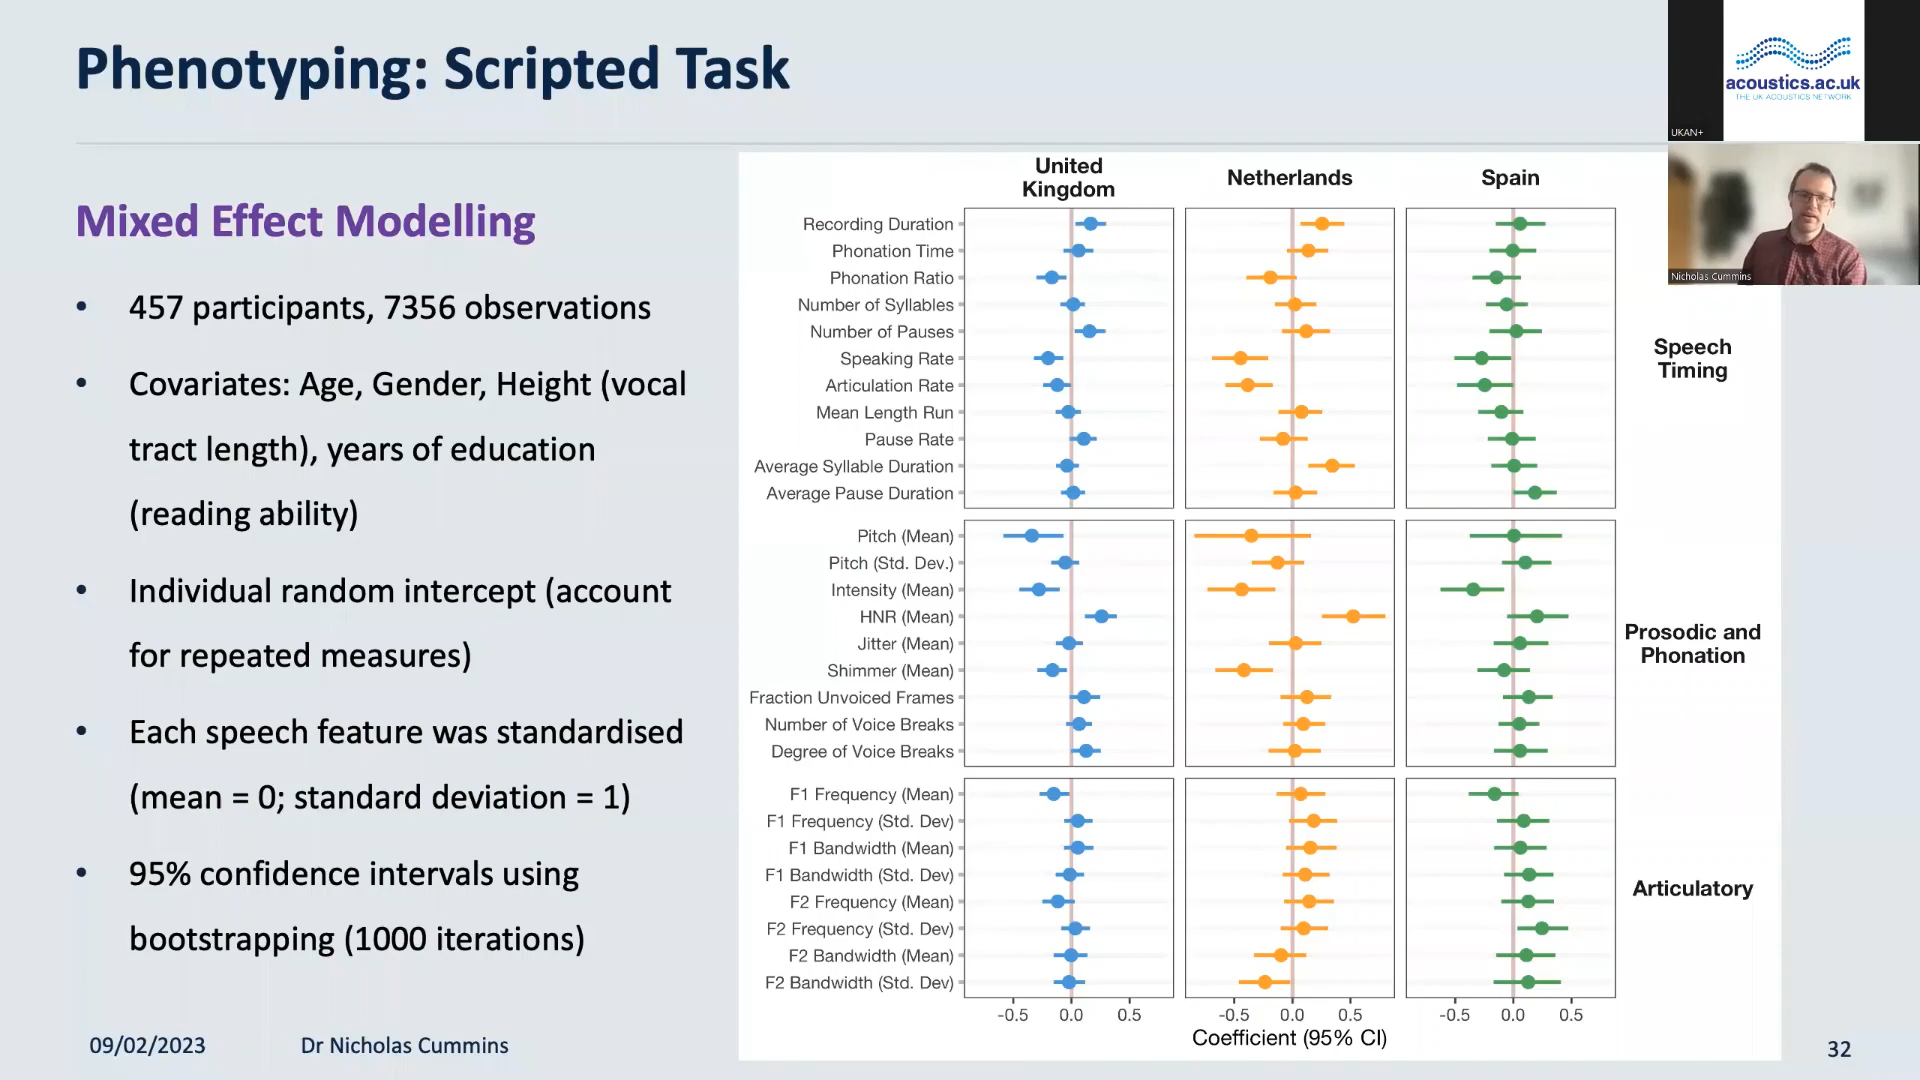 Phenotyping: Scripted Task
acoustics.ac.uk
THE UK ACOUSTICS NETWORK
UKAN+
Nicholas Cummins
Mixed Effect Modelling
• 457 participants, 7356 observations
• Covariates: Age, Gender, Height (vocal
tract length), years of education
(reading ability)
• Individual random intercept (account
for repeated measures)
• Each speech feature was standardised
(mean = 0; standard deviation = 1)
• 95% confidence intervals using
bootstrapping (1000 iterations)
United
Kingdom
Netherlands
Spain
Recording Duration
Phonation Time
Phonation Ratio
Number of Syllables
Number of Pauses
Speaking Rate
Articulation Rate
Mean Length Run
Pause Rate
Average Syllable Duration
Average Pause Duration
Speech
Timing
Pitch (Mean)
Pitch (Std. Dev.)
Intensity (Mean)
HNR (Mean)
Jitter (Mean)
Shimmer (Mean)
Fraction Unvoiced Frames
Number of Voice Breaks
Degree of Voice Breaks
Prosodic and
Phonation
F1 Frequency (Mean)
F1 Frequency (Std. Dev)
F1 Bandwidth (Mean)
F1 Bandwidth (Std. Dev)
F2 Frequency (Mean)
F2 Frequency (Std. Dev)
F2 Bandwidth (Mean)
F2 Bandwidth (Std. Dev)
Articulatory
-0.5 0.0 0.5 -0.5 0.0 0.5 -0.5 0.0 0.5
Coefficient (95% CI)
09/02/2023 Dr Nicholas Cummins 32